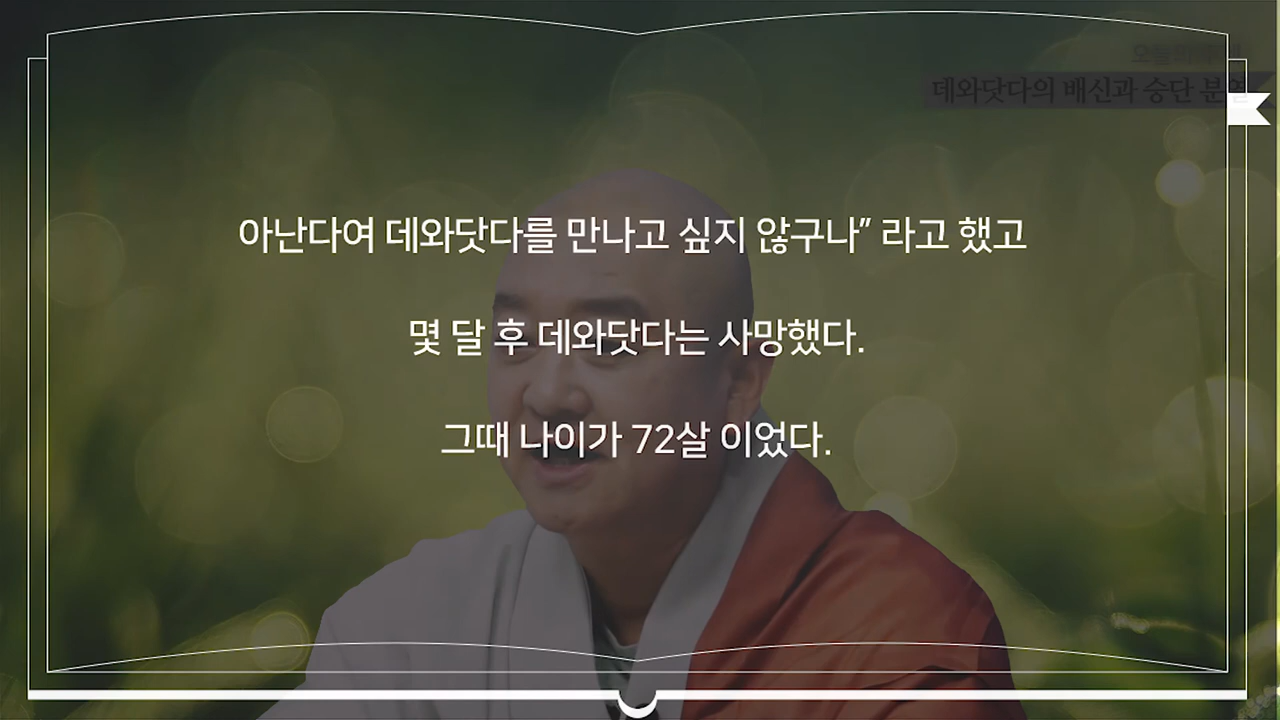 데와닷다의 배신과 승단 분열
아난다여 데와닷다를 만나고 싶지 않구나” 라고 했고
몇 달 후 데와닷다는 사망했다.
그때 나이가 72살 이었다.